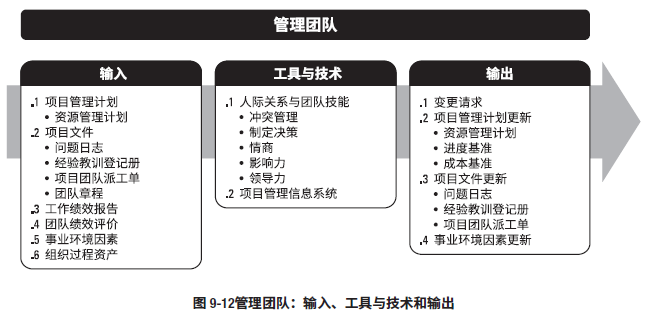 管理团队
输入
.1 项目管理计划
• 资源管理计划
.2 项目文件
• 问题日志
• 经验教训登记册
• 项目团队派工单
• 团队章程
.3 工作绩效报告
.4 团队绩效评价
.5 事业环境因素
.6 组织过程资产
工具与技术
.1 人际关系与团队技能
• 冲突管理
• 制定决策
• 情商
• 影响力
• 领导力
.2 项目管理信息系统
输出
.1 变更请求
.2 项目管理计划更新
• 资源管理计划
• 进度基准
• 成本基准
.3 项目文件更新
• 问题日志
• 经验教训登记册
• 项目团队派工单
.4 事业环境因素更新
图 9-12管理团队：输入、工具与技术和输出